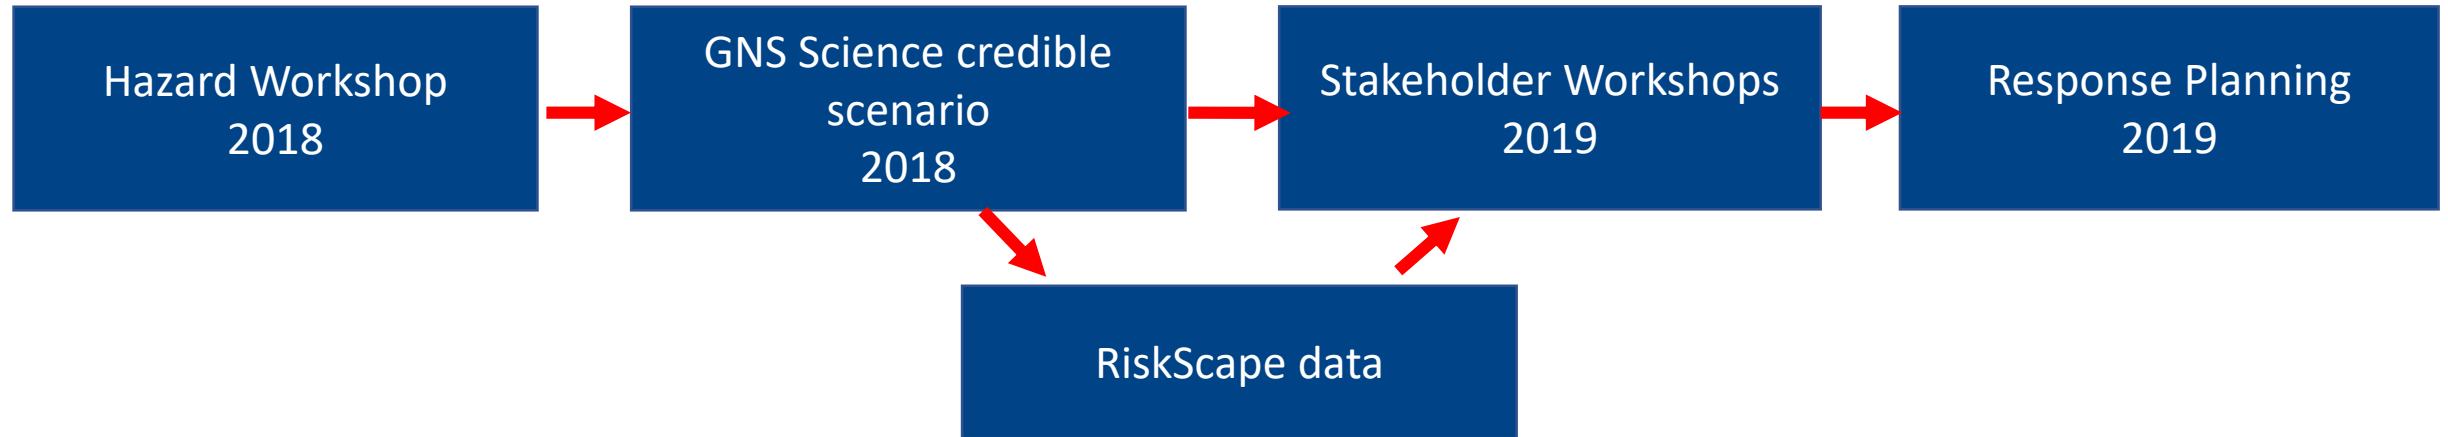 Hazard Workshop
2018
GNS Science credible
scenario
2018
Stakeholder Workshops
2019
Response Planning
2019
RiskScape data